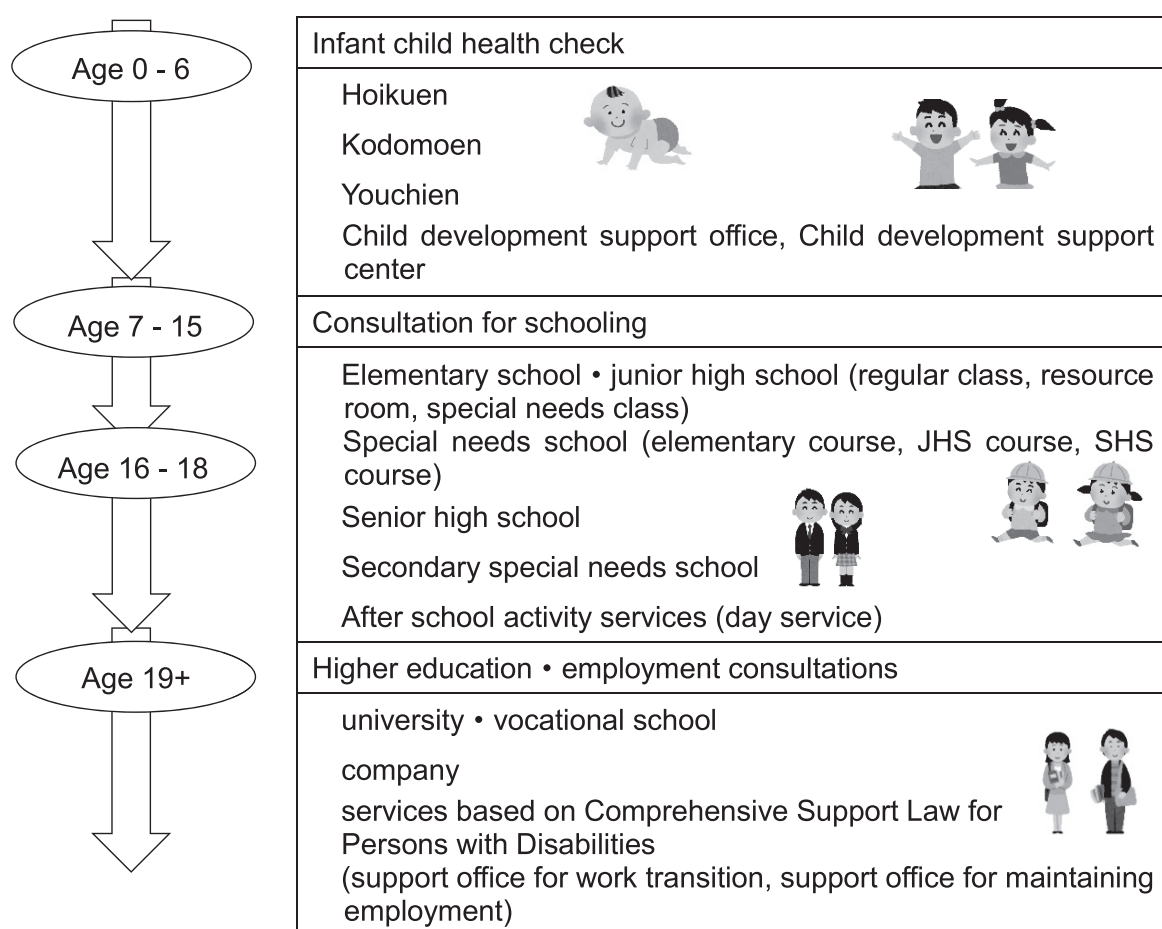 Age 0 - 6
Infant child health check
Hoikuen
Kodomoen
Youchien
Child development support office, Child development support
center
Age 7 - 15
Consultation for schooling
Elementary school • junior high school (regular class, resource
room, special needs class)
Special needs school (elementary course, JHS course, SHS
course)
Age 16 - 18
Senior high school
Secondary special needs school
After school activity services (day service)
Age 19+
Higher education • employment consultations
university • vocational school
company
services based on Comprehensive Support Law for
Persons with Disabilities
(support office for work transition, support office for maintaining
employment)